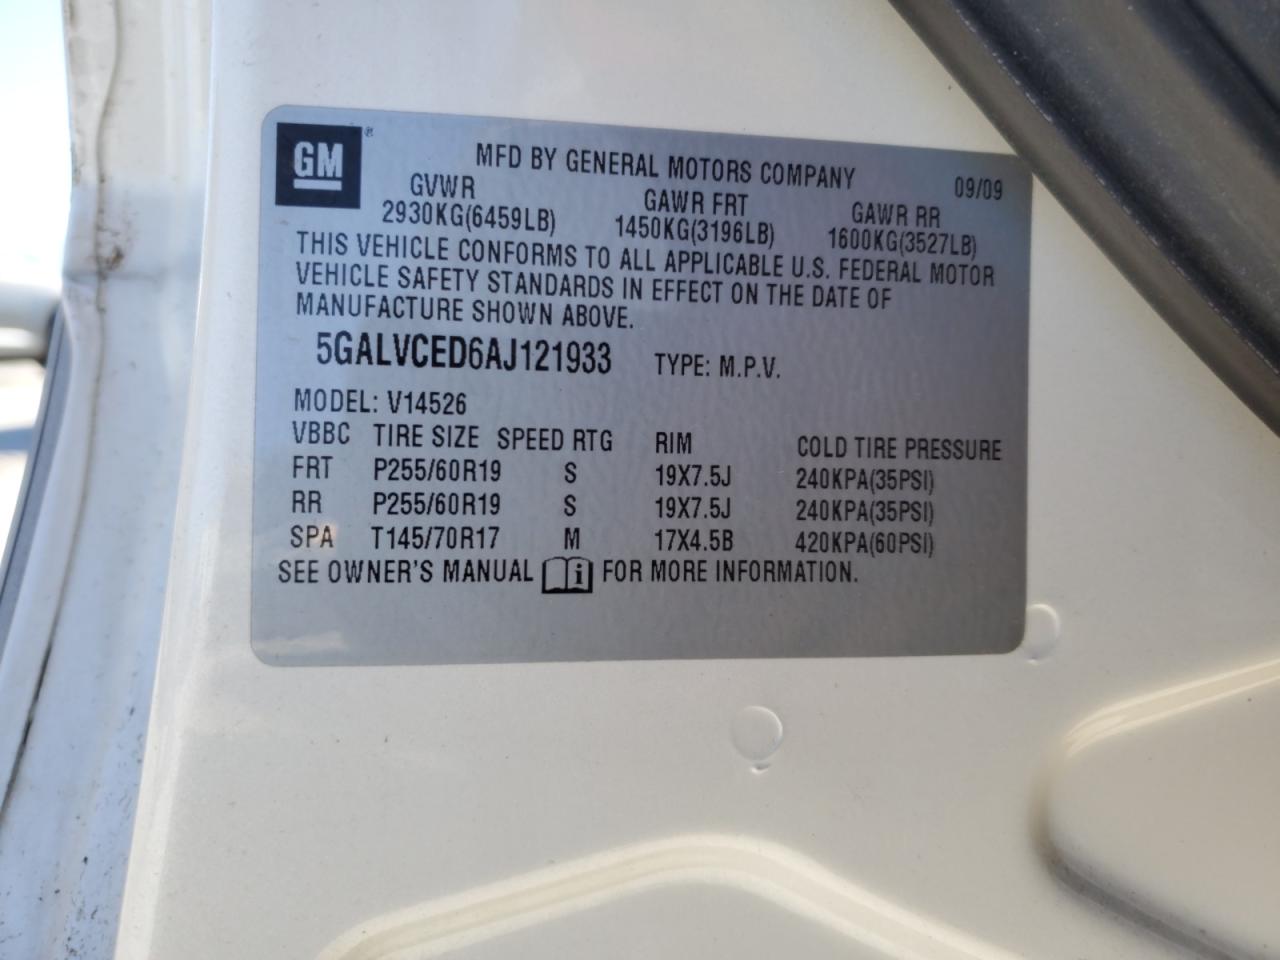 GM ®
MFD BY GENERAL MOTORS COMPANY 09/09
GVWR GAWR FRT GAWR RR
2930KG(6459LB) 1450KG(3196LB) 1600KG(3527LB)
THIS VEHICLE CONFORMS TO ALL APPLICABLE U.S. FEDERAL MOTOR
VEHICLE SAFETY STANDARDS IN EFFECT ON THE DATE OF
MANUFACTURE SHOWN ABOVE.
5GALVCED6AJ121933 TYPE: M.P.V.
MODEL: V14526
VBBC TIRE SIZE SPEED RTG RIM COLD TIRE PRESSURE
FRT P255/60R19 S 19X7.5J 240KPA(35PSI)
RR P255/60R19 S 19X7.5J 240KPA(35PSI)
SPA T145/70R17 M 17X4.5B 420KPA(60PSI)
SEE OWNER'S MANUAL i FOR MORE INFORMATION.